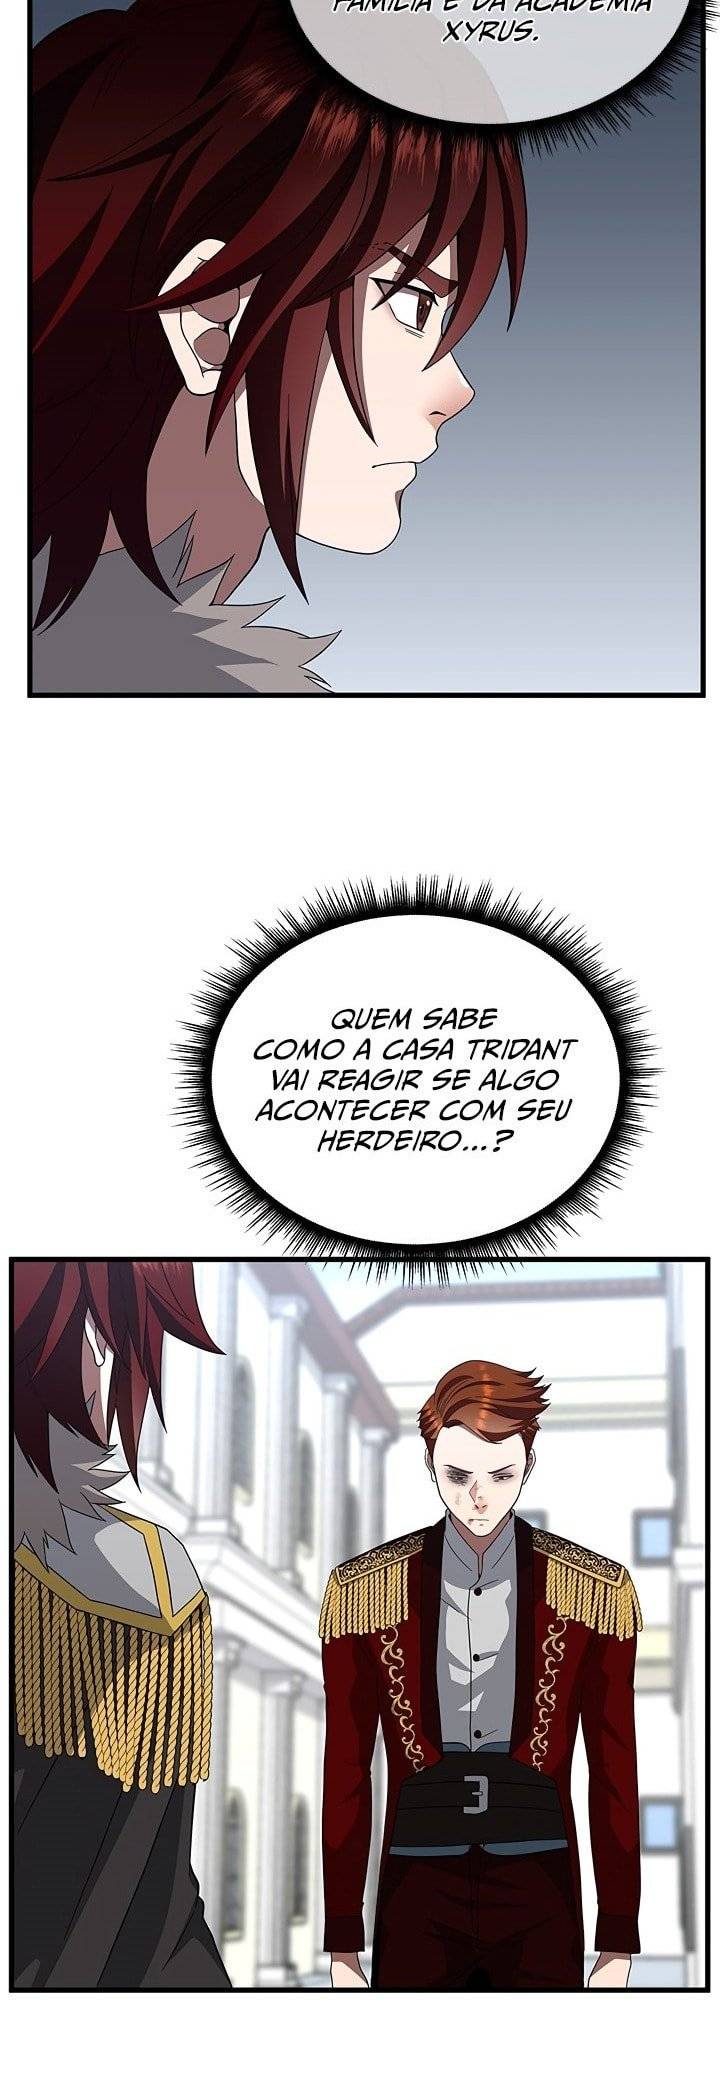 FAMÍLIA E DA ACADEMIA
XYRUS.
QUEM SABE
COMO A CASA TRIDANT
VAI REAGIR SE ALGO
ACONTECER COM SEU
HERDEIRO...?